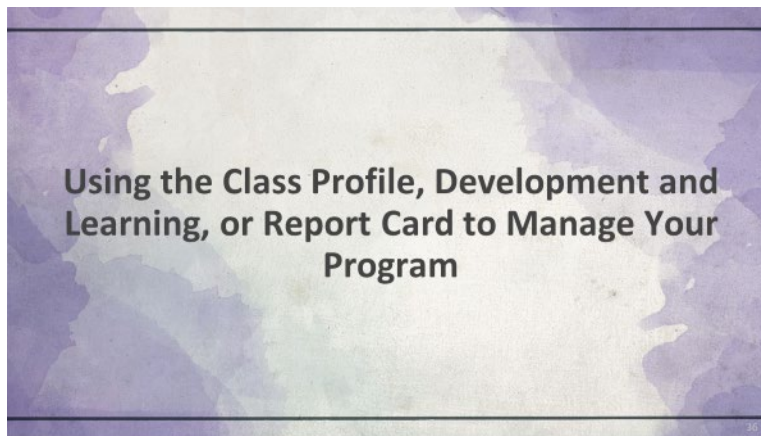 Using the Class Profile, Development and
Learning, or Report Card to Manage Your
Program
36